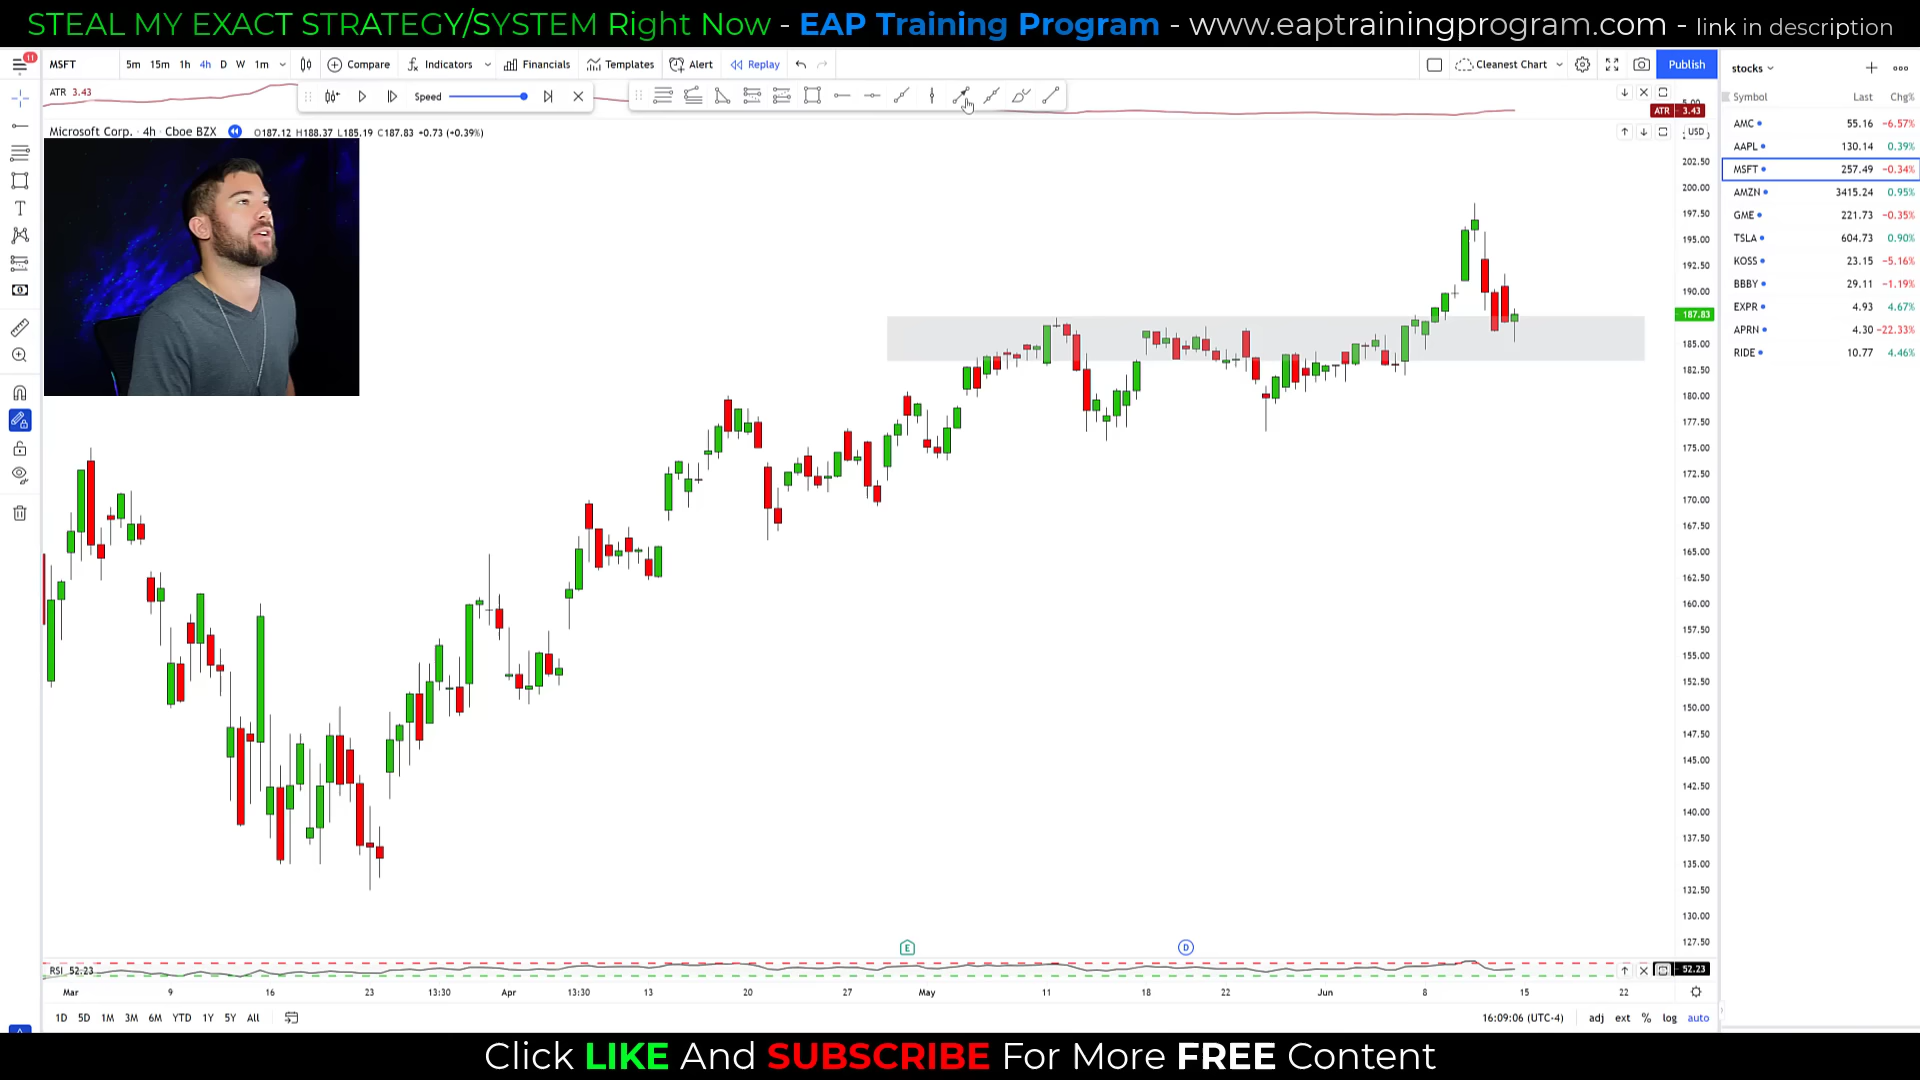 STEAL MY EXACT STRATEGY/SYSTEM Right Now - EAP Training Program - www.eaptrainingprogram.com - link in description
11
MSFT 5m 15m 1h 4h D W 1m Compare Indicators Financials Templates Alert Replay Cleanest Chart Publish
stocks
ATR 3.43
Speed
5.00
ATR 3.43
Symbol Last Chg%
Microsoft Corp. · 4h · Cboe BZX O187.12 H188.37 L185.19 C187.83 +0.73 (+0.39%)
USD
AMC 55.16 −6.57%
AAPL 130.14 0.39%
MSFT 257.49 −0.34%
AMZN 3415.24 0.95%
GME 221.73 −0.35%
TSLA 604.73 0.90%
KOSS 23.15 −5.16%
BBBY 29.11 −1.19%
EXPR 4.93 4.67%
APRN 4.30 −22.33%
RIDE 10.77 4.46%
202.50
200.00
197.50
195.00
192.50
190.00
187.83
185.00
182.50
180.00
177.50
175.00
172.50
170.00
167.50
165.00
162.50
160.00
157.50
155.00
152.50
150.00
147.50
145.00
142.50
140.00
137.50
135.00
132.50
130.00
127.50
E D
RSI 52.23
52.23
Mar 9 16 23 13:30 Apr 13:30 13 20 27 May 11 18 22 Jun 8 15 22
1D 5D 1M 3M 6M YTD 1Y 5Y All 16:09:06 (UTC-4) adj ext % log auto
Click LIKE And SUBSCRIBE For More FREE Content